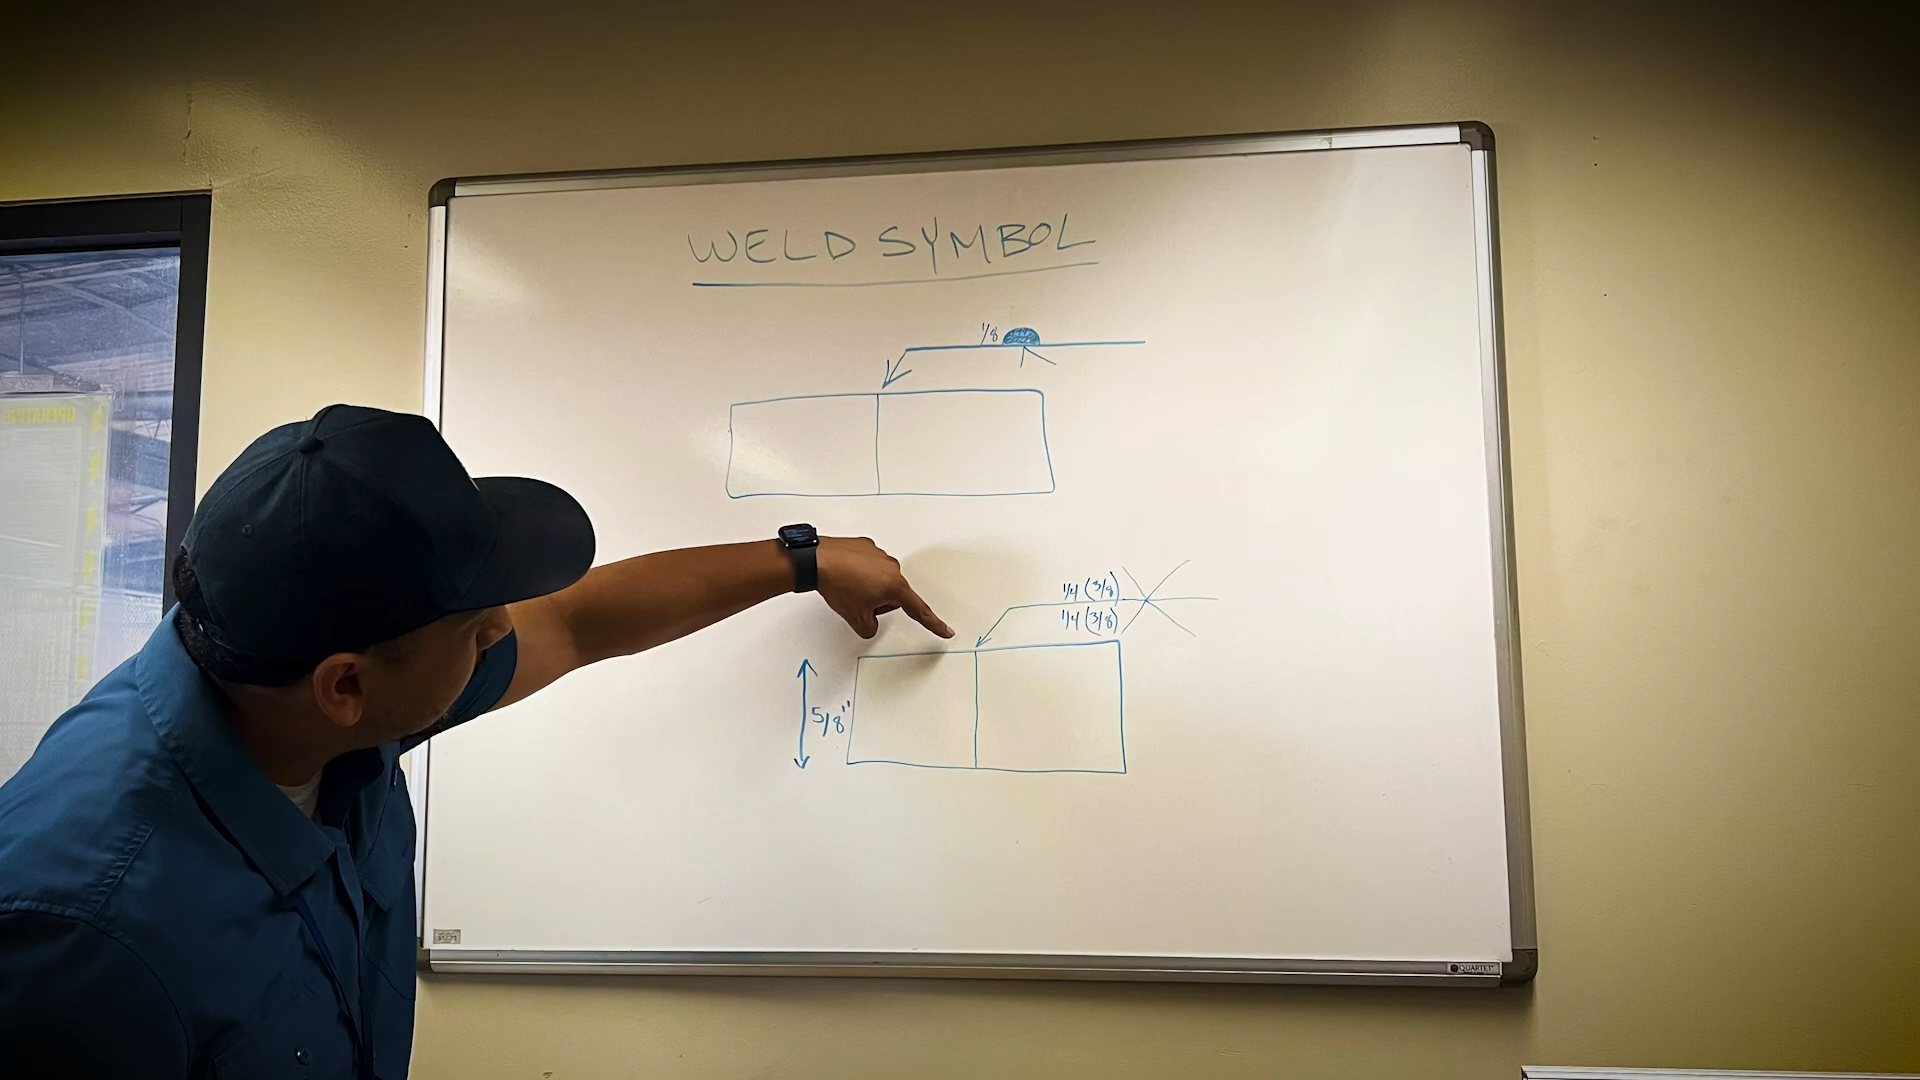 WELD SYMBOL
1/8
1/4 (3/8)
1/4 (3/8)
5/8"
QUARTET